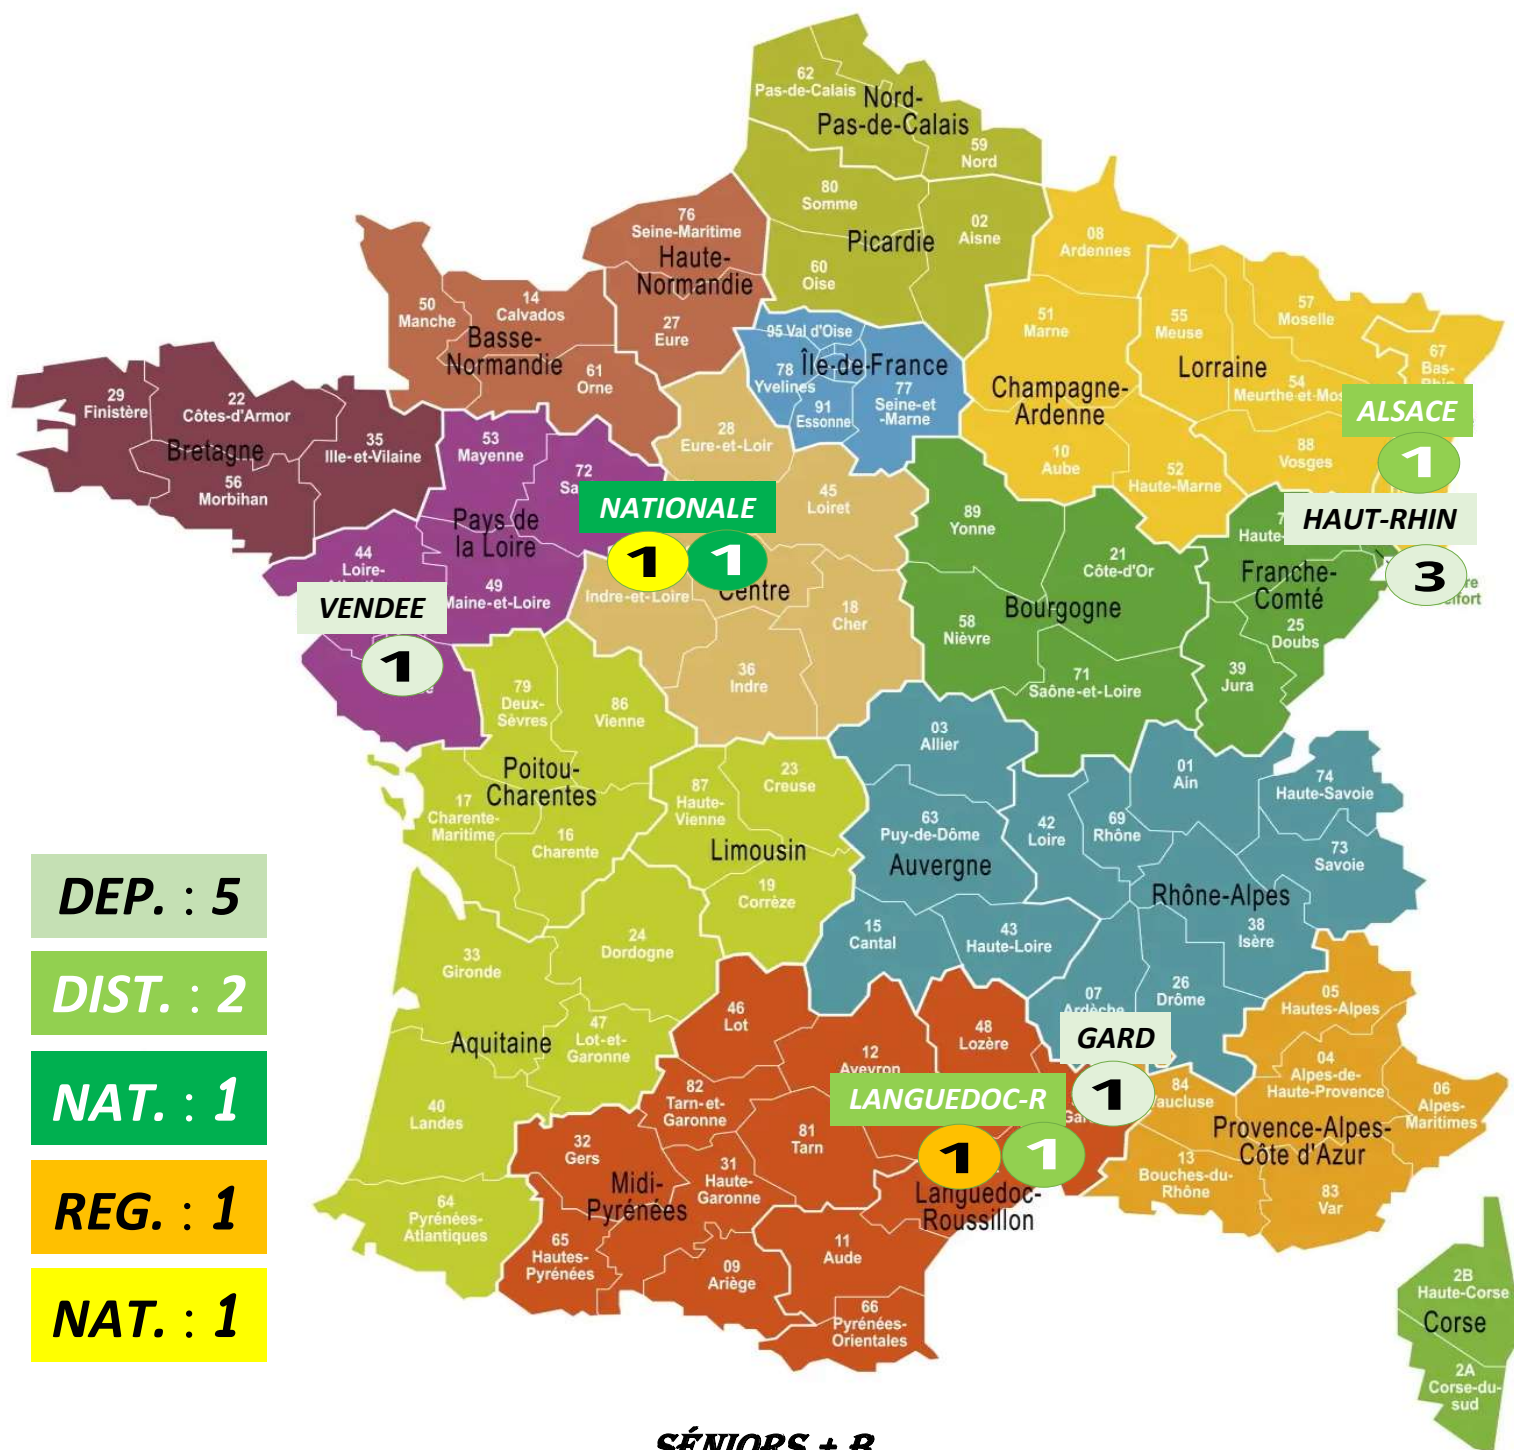 62
Pas-de-Calais
Nord-
Pas-de-Calais
59
Nord
80
Somme
02
Aisne
Picardie
60
Oise
76
Seine-Maritime
Haute-
Normandie
27
Eure
50
Manche
14
Calvados
Basse-
Normandie
61
Orne
08
Ardennes
51
Marne
Champagne-
Ardenne
10
Aube
52
Haute-Marne
55
Meuse
57
Moselle
Lorraine
54
Meurthe-et-Mos
88
Vosges
67
Bas-
ALSACE
1
HAUT-RHIN
3
95 Val d'Oise
Île-de-France
78
Yvelines
91
Essonne
77
Seine-et
-Marne
29
Finistère
22
Côtes-d'Armor
Bretagne
35
Ille-et-Vilaine
56
Morbihan
53
Mayenne
72
Sa
Pays de
la Loire
44
Loire-
49
Maine-et-Loire
VENDEE
1
28
Eure-et-Loir
45
Loiret
NATIONALE
1 1
Indre-et-Loire
Centre
18
Cher
36
Indre
89
Yonne
21
Côte-d'Or
Bourgogne
58
Nièvre
71
Saône-et-Loire
Haute-
Franche-
Comté
25
Doubs
39
Jura
79
Deux-
Sèvres
86
Vienne
Poitou-
Charentes
17
Charente-
Maritime
16
Charente
87
Haute-
Vienne
23
Creuse
Limousin
19
Corrèze
03
Allier
63
Puy-de-Dôme
Auvergne
15
Cantal
43
Haute-Loire
01
Ain
74
Haute-Savoie
42
Loire
69
Rhône
73
Savoie
Rhône-Alpes
38
Isère
07
Ardèche
26
Drôme
DEP. : 5
DIST. : 2
NAT. : 1
REG. : 1
NAT. : 1
24
Dordogne
33
Gironde
47
Lot-et-
Garonne
Aquitaine
40
Landes
64
Pyrénées-
Atlantiques
46
Lot
12
Aveyron
48
Lozère
82
Tarn-et-
Garonne
81
Tarn
32
Gers
31
Haute-
Garonne
Midi-
Pyrénées
65
Hautes-
Pyrénées
09
Ariège
GARD
1
LANGUEDOC-R
1 1
Languedoc-
Roussillon
11
Aude
66
Pyrénées-
Orientales
05
Hautes-Alpes
04
Alpes-de-
Haute-Provence
06
Alpes-
Maritimes
84
Vaucluse
Provence-Alpes-
Côte d'Azur
13
Bouches-du-
Rhône
83
Var
2B
Haute-Corse
Corse
2A
Corse-du-
sud
SÉNIORS + B